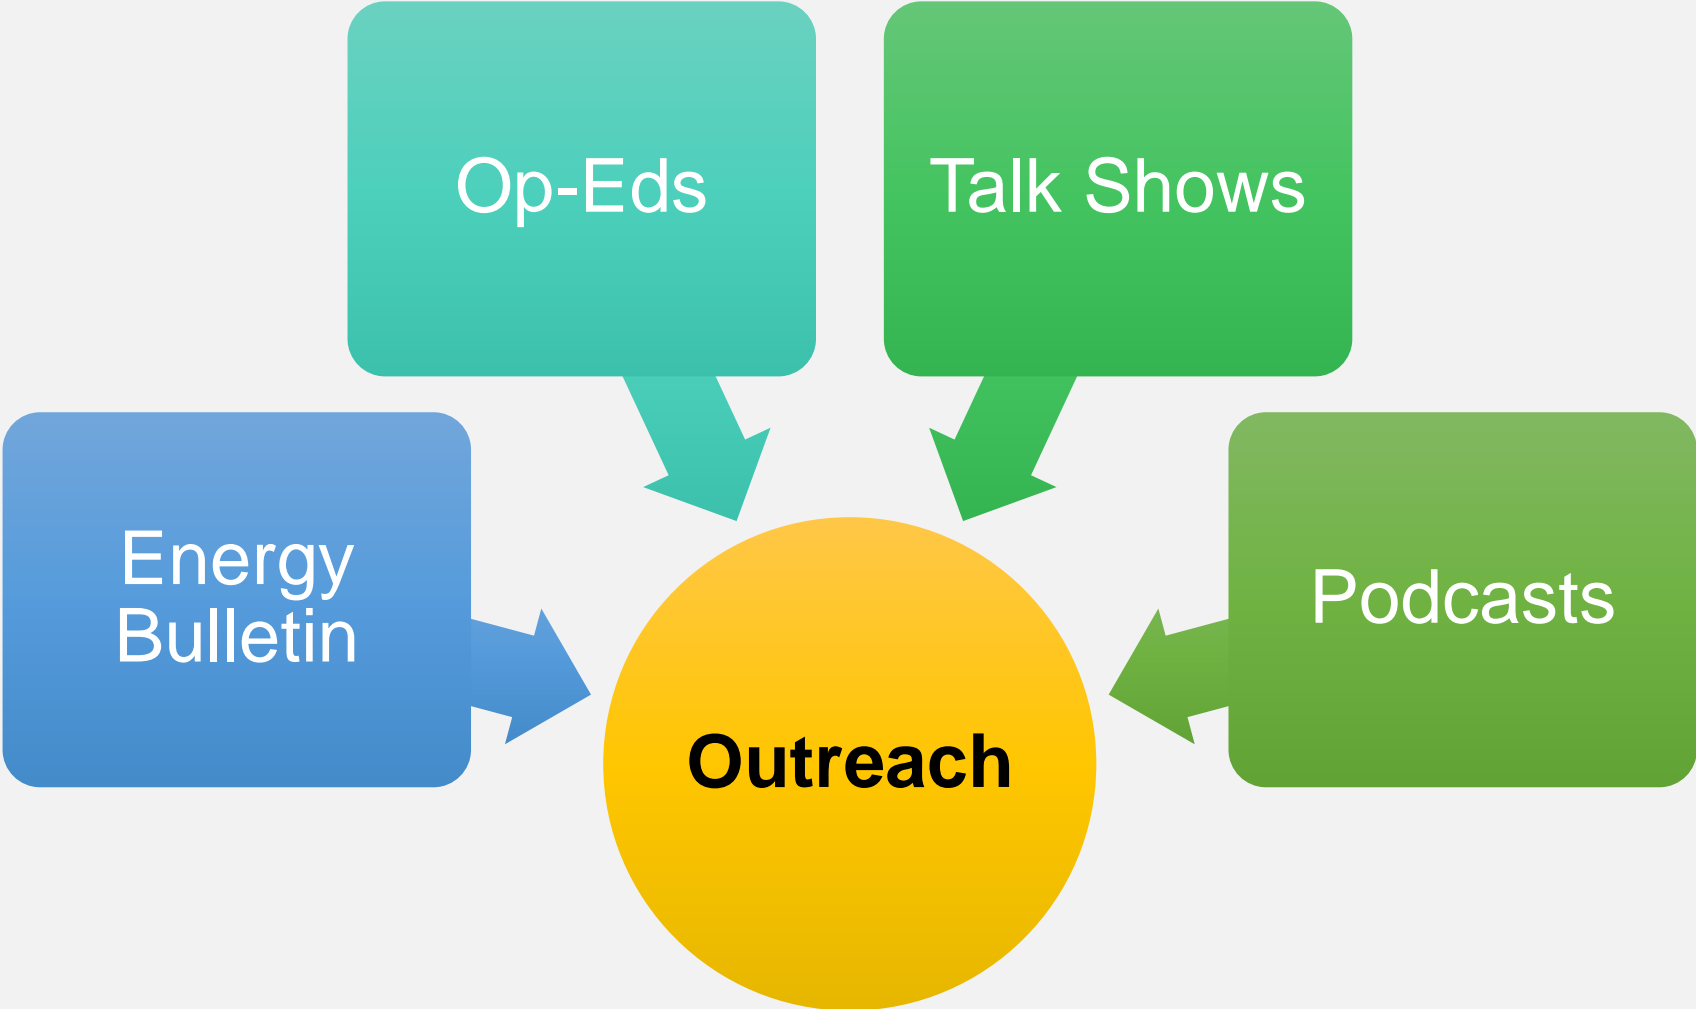 Op-Eds
Talk Shows
Energy
Bulletin
Podcasts
Outreach